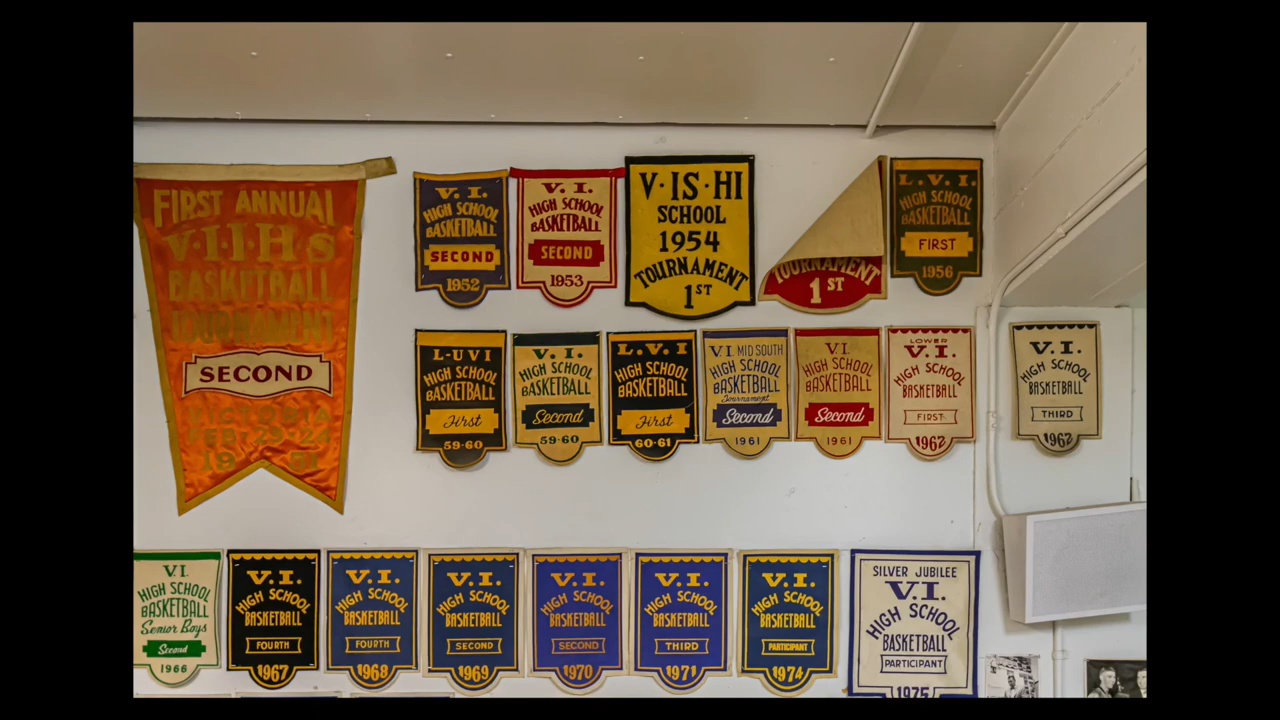 FIRST ANNUAL
V·I·I·H·S
BASKETBALL
TOURNAMENT
SECOND
VICTORIA
V. I.
HIGH SCHOOL
BASKETBALL
SECOND
1952
V. I.
HIGH SCHOOL
BASKETBALL
SECOND
1953
V·IS·HI
SCHOOL
1954
TOURNAMENT
1ST
TOURNAMENT
1ST
L.V.I.
HIGH SCHOOL
BASKETBALL
FIRST
1956
L-UVI
HIGH SCHOOL
BASKETBALL
First
59-60
V. I.
HIGH SCHOOL
BASKETBALL
Second
59-60
L.V.I
HIGH SCHOOL
BASKETBALL
First
60-61
V.I. MID SOUTH
HIGH SCHOOL
BASKETBALL
Tournament
Second
1961
V.I.
HIGH SCHOOL
BASKETBALL
Second
1961
LOWER
V.I.
HIGH SCHOOL
BASKETBALL
FIRST
1962
V.I.
HIGH SCHOOL
BASKETBALL
THIRD
1962
V.I.
HIGH SCHOOL
BASKETBALL
Senior Boys
Second
1966
V.I.
HIGH SCHOOL
BASKETBALL
FOURTH
1967
V.I.
HIGH SCHOOL
BASKETBALL
FOURTH
1968
V.I.
HIGH SCHOOL
BASKETBALL
SECOND
1969
V.I.
HIGH SCHOOL
BASKETBALL
SECOND
1970
V.I.
HIGH SCHOOL
BASKETBALL
THIRD
1971
V.I.
HIGH SCHOOL
BASKETBALL
PARTICIPANT
1974
SILVER JUBILEE
V.I.
HIGH SCHOOL
BASKETBALL
PARTICIPANT
1975